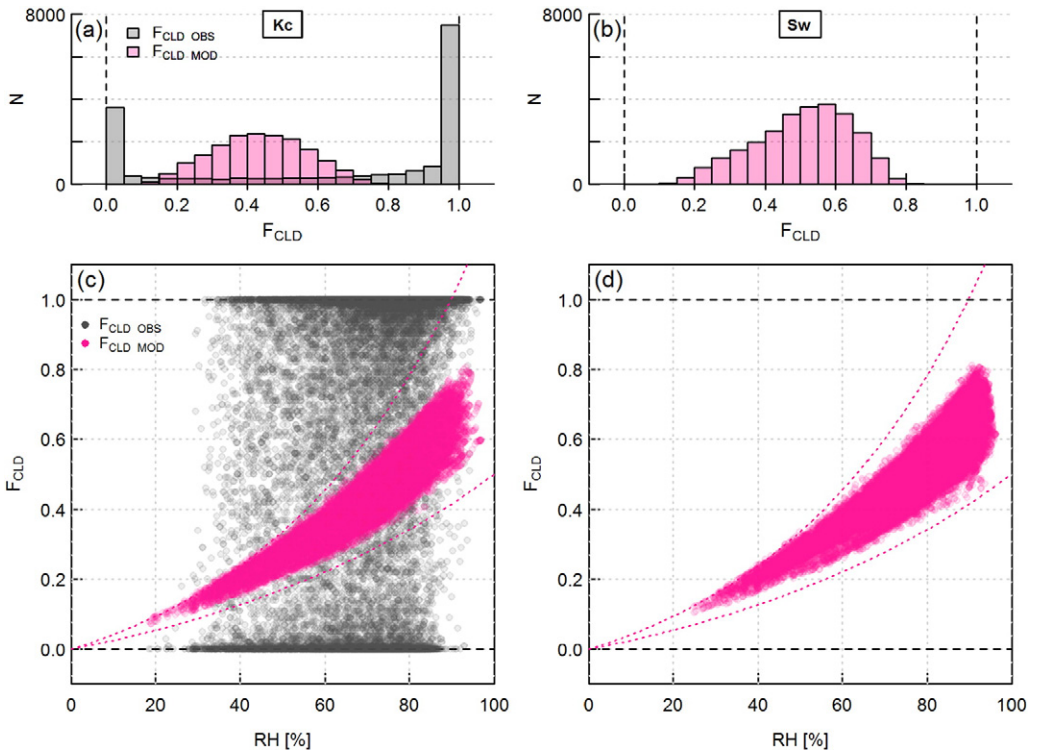 (a)
Kc
F_CLD OBS
F_CLD MOD
8000
0
N
0.0 0.2 0.4 0.6 0.8 1.0
F_CLD
(b)
Sw
8000
0
N
0.0 0.2 0.4 0.6 0.8 1.0
F_CLD
(c)
F_CLD OBS
F_CLD MOD
1.0
0.8
0.6
0.4
0.2
0.0
F_CLD
0 20 40 60 80 100
RH [%]
(d)
1.0
0.8
0.6
0.4
0.2
0.0
F_CLD
0 20 40 60 80 100
RH [%]